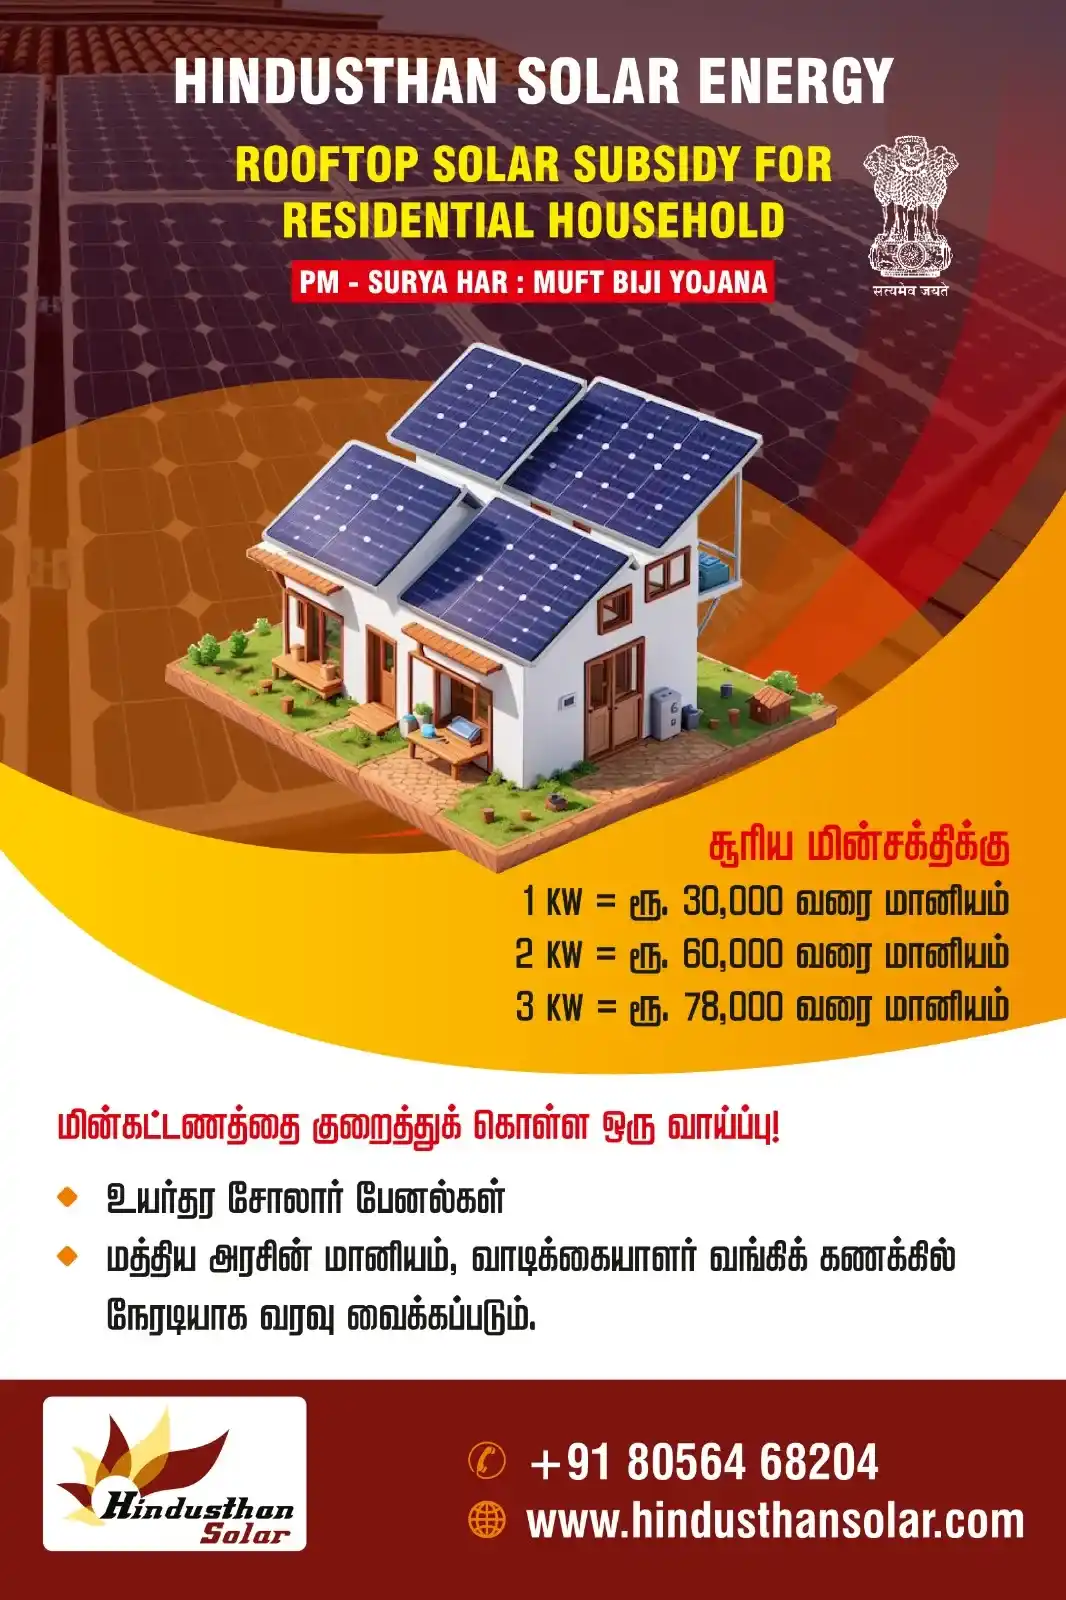 HINDUSTHAN SOLAR ENERGY
ROOFTOP SOLAR SUBSIDY FOR
RESIDENTIAL HOUSEHOLD
PM - SURYA HAR : MUFT BIJI YOJANA
सत्यमेव जयते
சூரிய மின்சக்திக்கு
1 KW = ரூ. 30,000 வரை மானியம்
2 KW = ரூ. 60,000 வரை மானியம்
3 KW = ரூ. 78,000 வரை மானியம்
மின்கட்டணத்தை குறைத்துக் கொள்ள ஒரு வாய்ப்பு!
உயர்தர சோலார் பேனல்கள்
மத்திய அரசின் மானியம், வாடிக்கையாளர் வங்கிக் கணக்கில்
நேரடியாக வரவு வைக்கப்படும்.
Hindusthan
Solar
+91 80564 68204
www.hindusthansolar.com